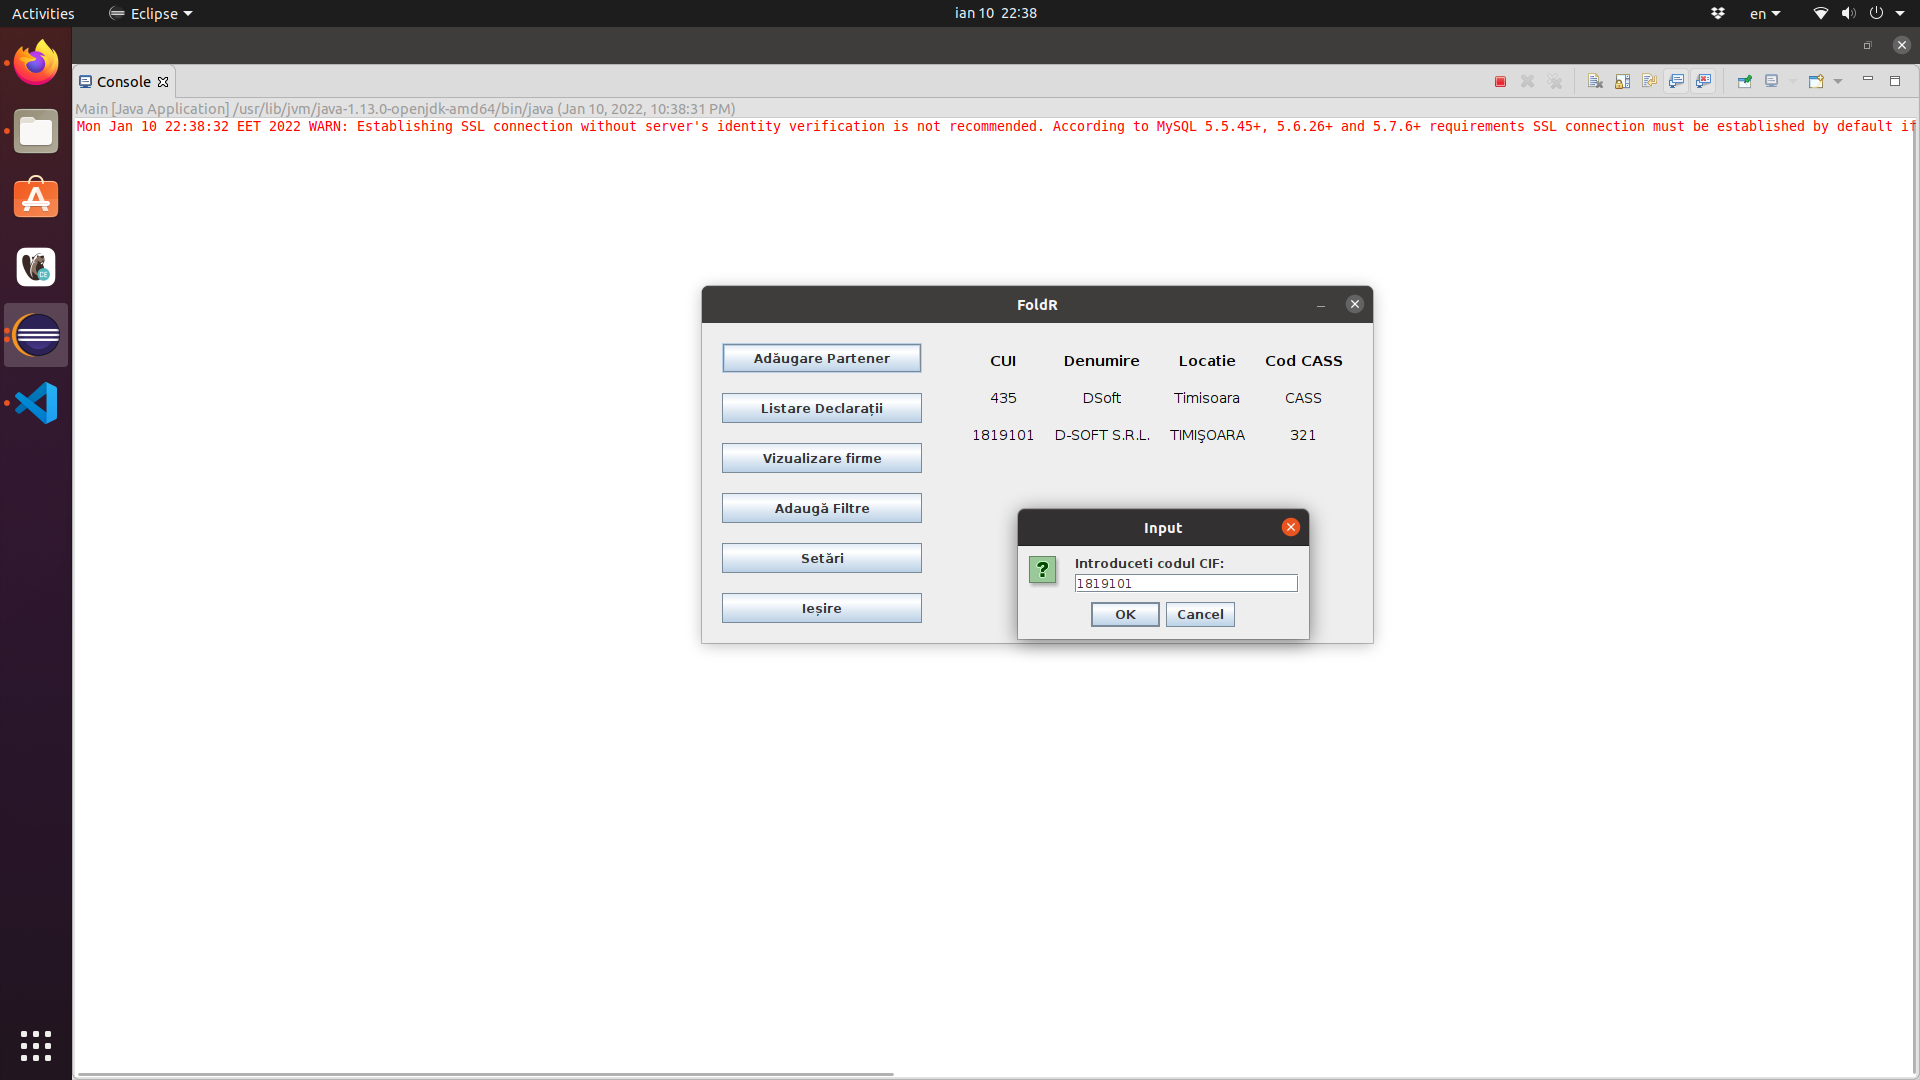 Activities
Eclipse
ian 10 22:38
en
Console
Main [Java Application] /usr/lib/jvm/java-1.13.0-openjdk-amd64/bin/java (Jan 10, 2022, 10:38:31 PM)
Mon Jan 10 22:38:32 EET 2022 WARN: Establishing SSL connection without server's identity verification is not recommended. According to MySQL 5.5.45+, 5.6.26+ and 5.7.6+ requirements SSL connection must be established by default if
FoldR
Adăugare Partener
Listare Declarații
Vizualizare firme
Adaugă Filtre
Setări
Ieșire
CUI Denumire Locatie Cod CASS
435 DSoft Timisoara CASS
1819101 D-SOFT S.R.L. TIMIŞOARA 321
Input
?
Introduceti codul CIF:
1819101
OK
Cancel